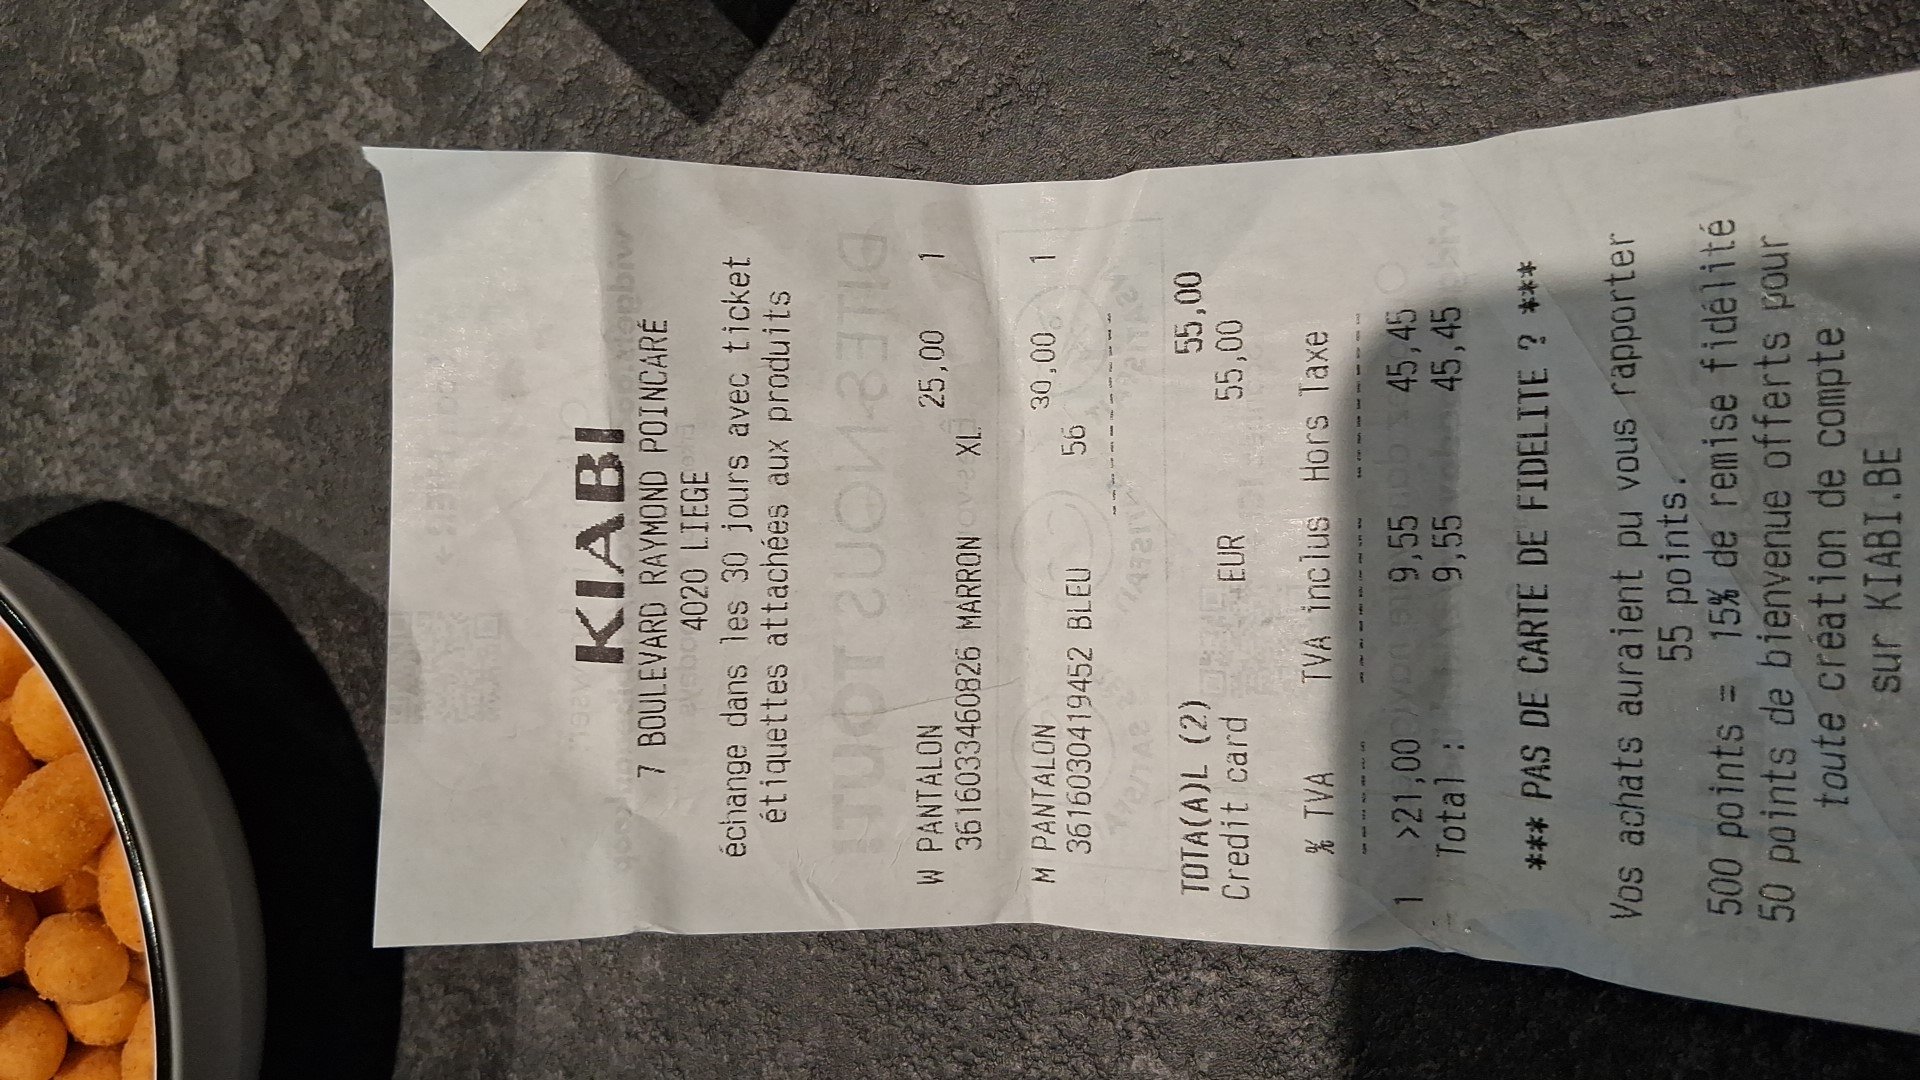 KIABI
7 BOULEVARD RAYMOND POINCARÉ
4020 LIEGE
échange dans les 30 jours avec ticket
étiquettes attachées aux produits
W PANTALON 25,00 1
3616033460826 MARRON XL
M PANTALON 30,00 1
3616030419452 BLEU 56
TOTA(A)L (2) 55,00
Credit card EUR 55,00
% TVA TVA inclus Hors Taxe
1 >21,00 9,55 45,45
Total : 9,55 45,45
*** PAS DE CARTE DE FIDELITE ? ***
Vos achats auraient pu vous rapporter
55 points.
500 points = 15% de remise fidélité
50 points de bienvenue offerts pour
toute création de compte
sur KIABI.BE